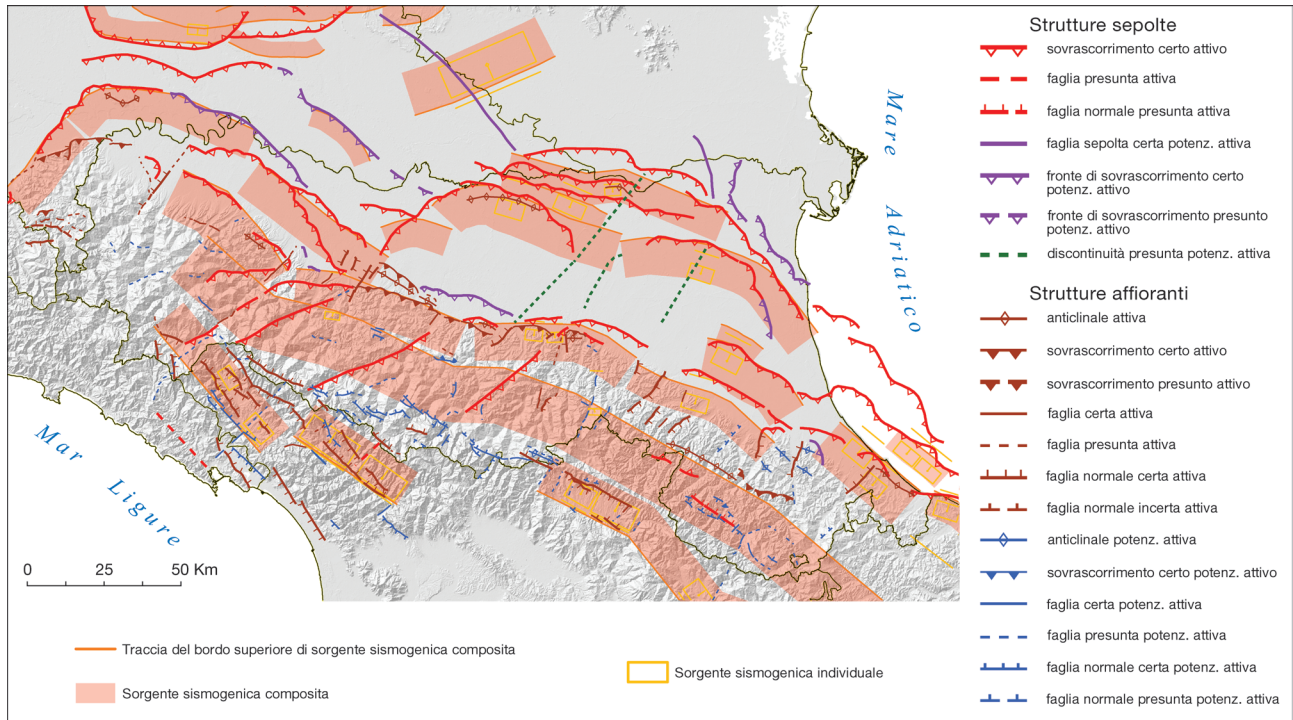 Mare Adriatico
Mar Ligure
0 25 50 Km
Traccia del bordo superiore di sorgente sismogenica composita
Sorgente sismogenica composita
Sorgente sismogenica individuale
Strutture sepolte
sovrascorrimento certo attivo
faglia presunta attiva
faglia normale presunta attiva
faglia sepolta certa potenz. attiva
fronte di sovrascorrimento certo
potenz. attivo
fronte di sovrascorrimento presunto
potenz. attivo
discontinuità presunta potenz. attiva
Strutture affioranti
anticlinale attiva
sovrascorrimento certo attivo
sovrascorrimento presunto attivo
faglia certa attiva
faglia presunta attiva
faglia normale certa attiva
faglia normale incerta attiva
anticlinale potenz. attiva
sovrascorrimento certo potenz. attivo
faglia certa potenz. attiva
faglia presunta potenz. attiva
faglia normale certa potenz. attiva
faglia normale presunta potenz. attiva